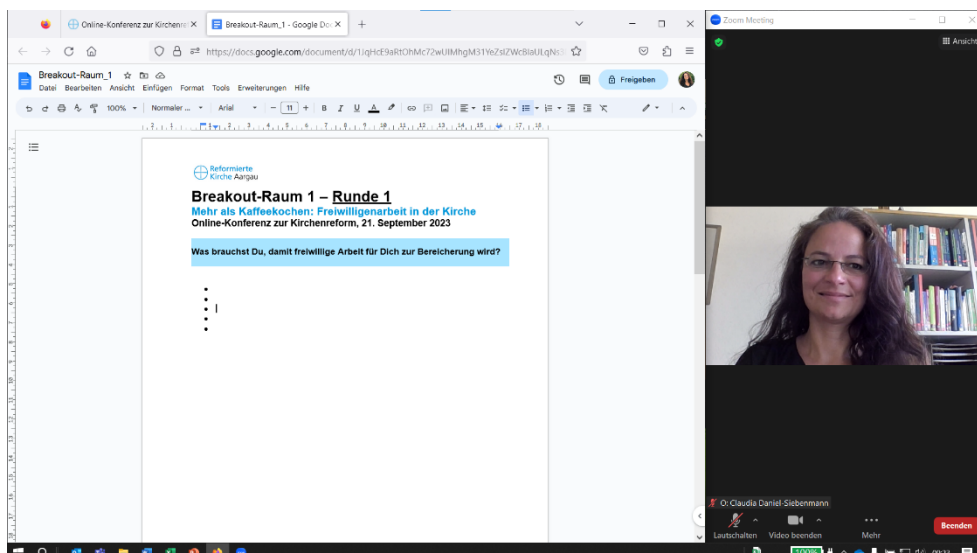 Online-Konferenz zur Kirchenre
Breakout-Raum_1 - Google Do
Zoom Meeting
https://docs.google.com/document/d/
Ansicht
Breakout-Raum_1
Freigeben
Datei Bearbeiten Ansicht Einfügen Format Tools Erweiterungen Hilfe
100% Normaler ... Arial 11 B I U A
Reformierte
Kirche Aargau
Breakout-Raum 1 – Runde 1
Mehr als Kaffeekochen: Freiwilligenarbeit in der Kirche
Online-Konferenz zur Kirchenreform, 21. September 2023
Was brauchst Du, damit freiwillige Arbeit für Dich zur Bereicherung wird?
O: Claudia Daniel-Siebenmann
Lautschalten Video beenden Mehr Beenden
100%